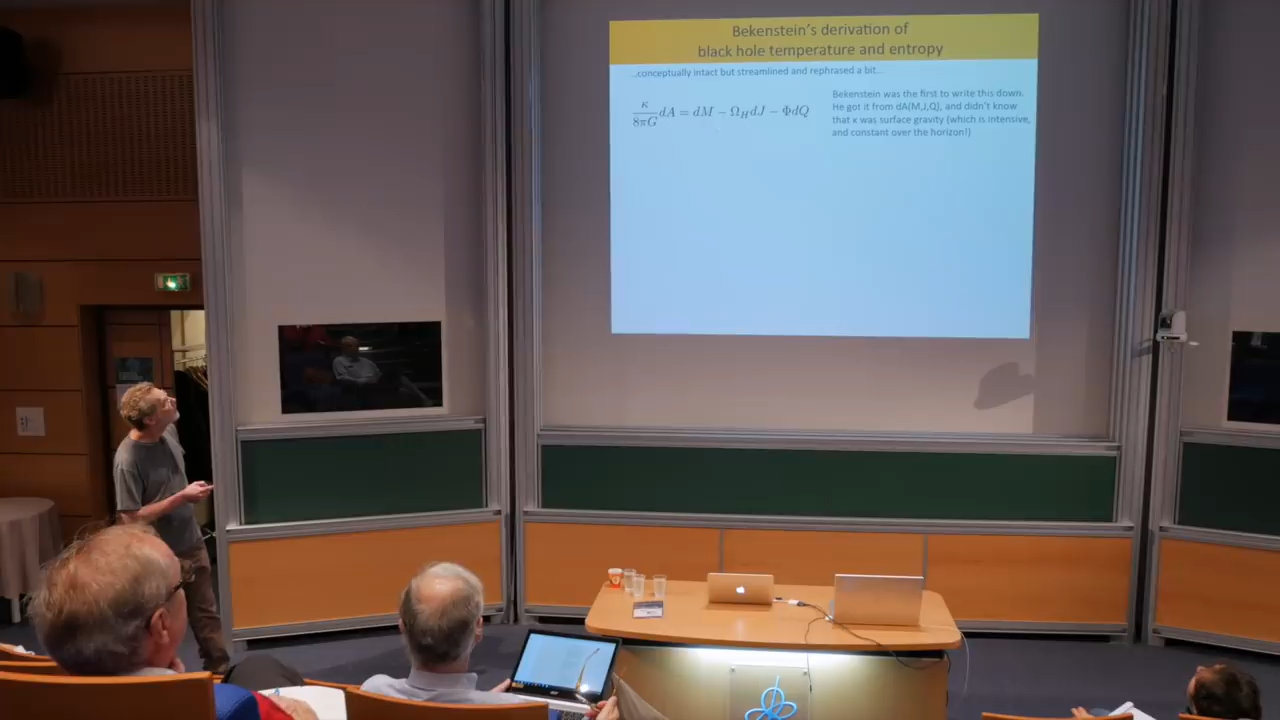 Bekenstein's derivation of
black hole temperature and entropy
...conceptually intact but streamlined and rephrased a bit...
κ/8πG dA = dM − Ω_H dJ − ΦdQ
Bekenstein was the first to write this down.
He got it from dA(M,J,Q), and didn't know
that κ was surface gravity (which is intensive,
and constant over the horizon!)